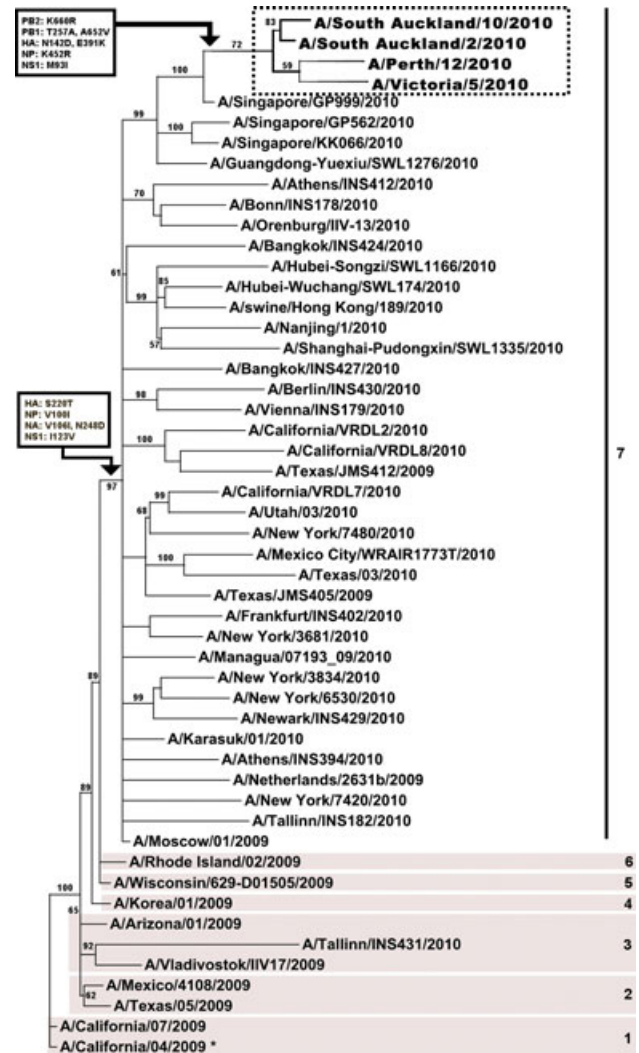 PB2: K660R
PB1: T257A, A652V
HA: N142D, E391K
NP: K452R
NS1: M93I
72
83
A/South Auckland/10/2010
A/South Auckland/2/2010
59
A/Perth/12/2010
A/Victoria/5/2010
100
A/Singapore/GP999/2010
99
A/Singapore/GP562/2010
100
A/Singapore/KK066/2010
A/Guangdong-Yuexiu/SWL1276/2010
A/Athens/INS412/2010
70
A/Bonn/INS178/2010
A/Orenburg/IIV-13/2010
A/Bangkok/INS424/2010
61
A/Hubei-Songzi/SWL1166/2010
85
A/Hubei-Wuchang/SWL174/2010
99
A/swine/Hong Kong/189/2010
A/Nanjing/1/2010
57
A/Shanghai-Pudongxin/SWL1335/2010
A/Bangkok/INS427/2010
A/Berlin/INS430/2010
90
A/Vienna/INS179/2010
HA: S220T
NP: V100I
NA: V106I, N248D
NS1: I123V
A/California/VRDL2/2010
100
A/California/VRDL8/2010
7
A/Texas/JMS412/2009
97
99
A/California/VRDL7/2010
68
A/Utah/03/2010
A/New York/7480/2010
A/Mexico City/WRAIR1773T/2010
100
A/Texas/03/2010
A/Texas/JMS405/2009
A/Frankfurt/INS402/2010
A/New York/3681/2010
A/Managua/07193_09/2010
89
A/New York/3834/2010
99
A/New York/6530/2010
A/Newark/INS429/2010
A/Karasuk/01/2010
A/Athens/INS394/2010
A/Netherlands/2631b/2009
89
A/New York/7420/2010
A/Tallinn/INS182/2010
A/Moscow/01/2009
A/Rhode Island/02/2009 6
A/Wisconsin/629-D01505/2009 5
100
A/Korea/01/2009 4
65
A/Arizona/01/2009
92
A/Tallinn/INS431/2010 3
A/Vladivostok/IIV17/2009
A/Mexico/4108/2009
62
2
A/Texas/05/2009
A/California/07/2009
1
A/California/04/2009 *